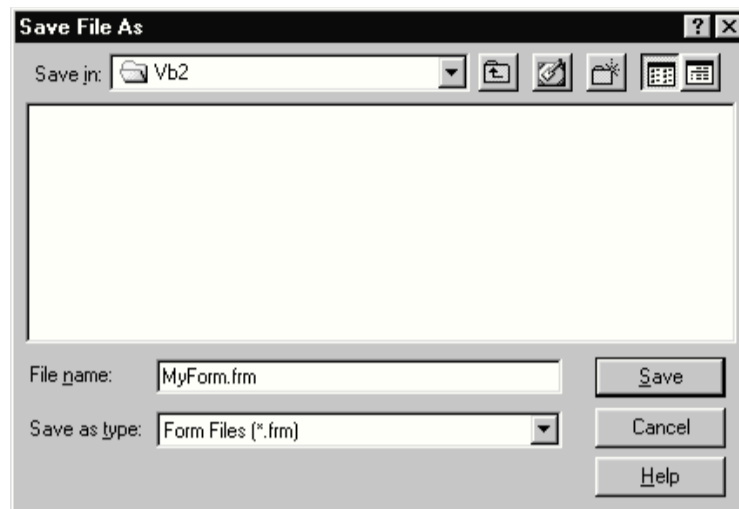 Save File As
Save in: Vb2
File name: MyForm.frm
Save
Save as type: Form Files (*.frm)
Cancel
Help